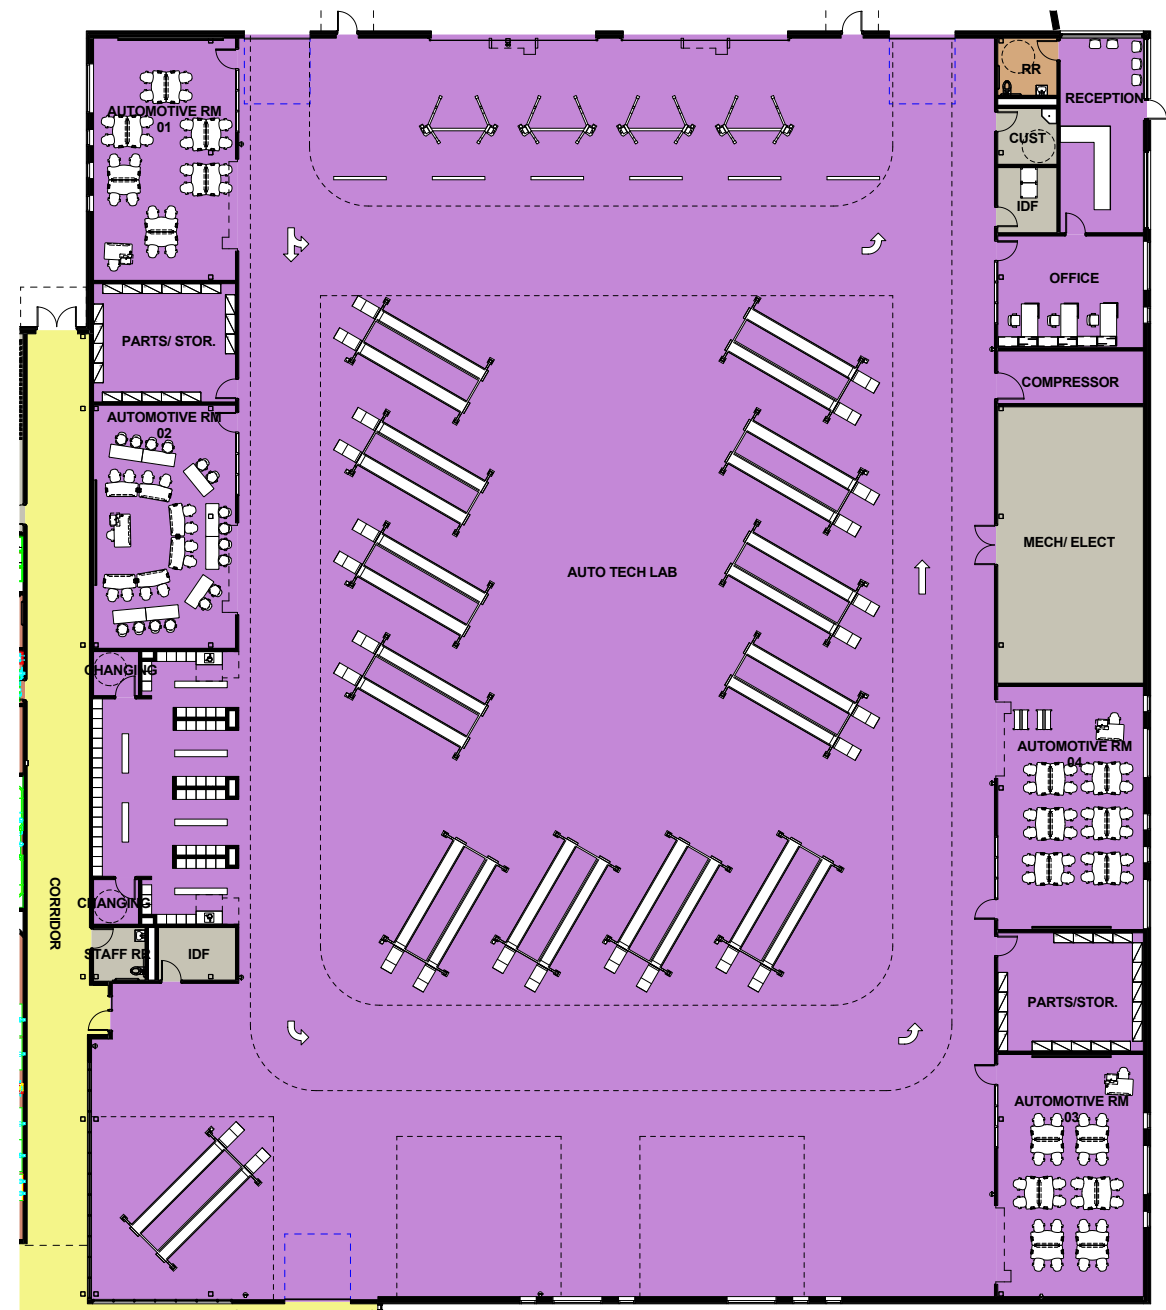 RR
RECEPTION
AUTOMOTIVE RM
01
CUST
IDF
OFFICE
PARTS/ STOR.
COMPRESSOR
AUTOMOTIVE RM
02
MECH/ ELECT
AUTO TECH LAB
CHANGING
AUTOMOTIVE RM
04
CHANGING
CORRIDOR
STAFF RR
IDF
PARTS/STOR.
AUTOMOTIVE RM
03